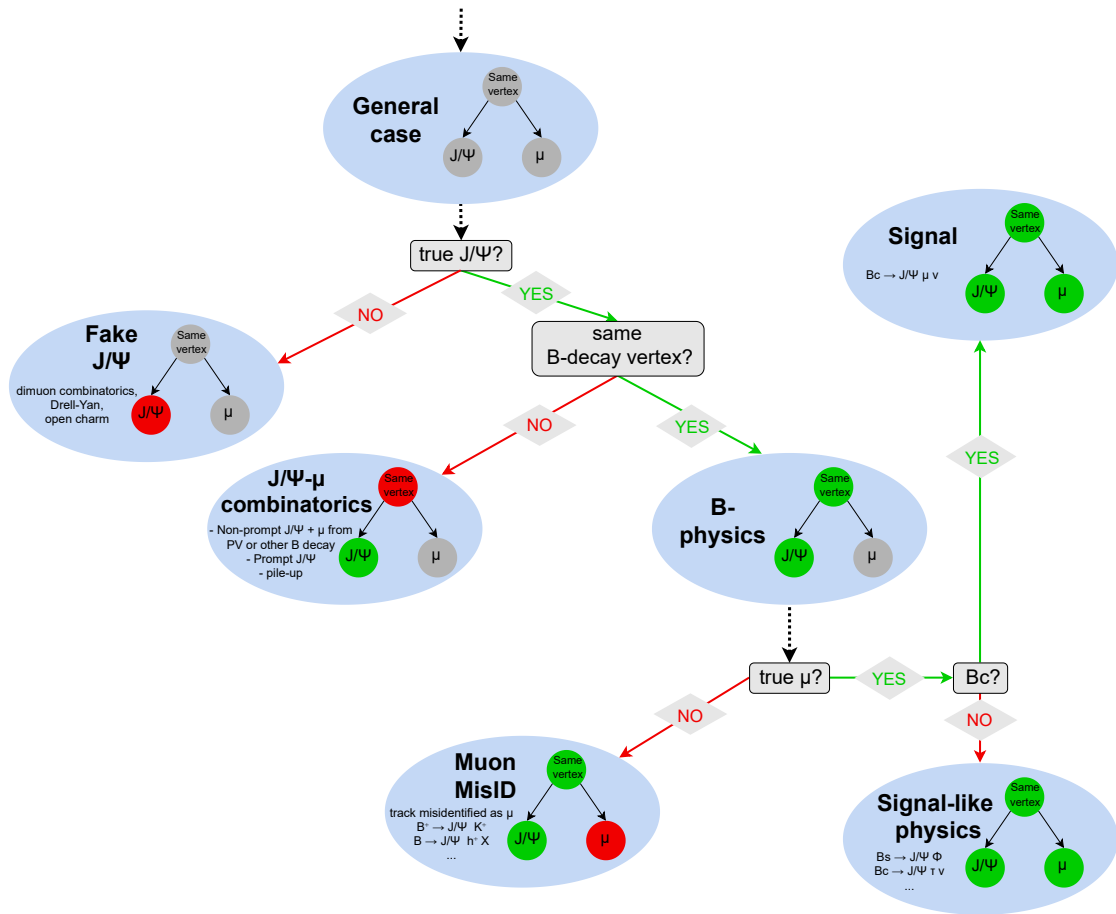 Same
vertex
General
case
J/Ψ
μ
true J/Ψ?
NO
YES
Signal
Same
vertex
Bc → J/Ψ μ ν
J/Ψ
μ
Fake
J/Ψ
Same
vertex
dimuon combinatorics,
Drell-Yan,
open charm
J/Ψ
μ
same
B-decay vertex?
NO
YES
YES
J/Ψ-μ
combinatorics
Same
vertex
- Non-prompt J/Ψ + μ from
PV or other B decay
- Prompt J/Ψ
- pile-up
J/Ψ
μ
B-
physics
Same
vertex
J/Ψ
μ
true μ?
YES
Bc?
NO
NO
Muon
MisID
Same
vertex
track misidentified as μ
B⁺ → J/Ψ K⁺
B → J/Ψ h⁺ X
...
J/Ψ
μ
Signal-like
physics
Same
vertex
Bs → J/Ψ Φ
Bc → J/Ψ τ ν
...
J/Ψ
μ